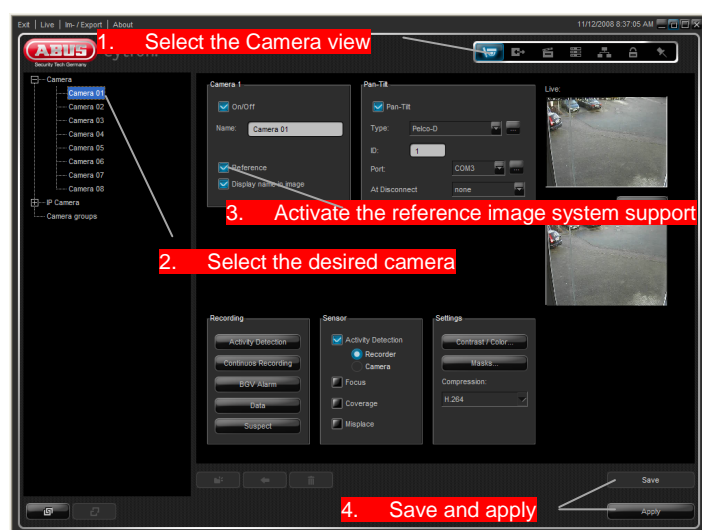 Exit | Live | Im- / Export | About
11/12/2008 8:37:05 AM
ABUS
Security Tech Germany
1. Select the Camera view
Camera
Camera 01
Camera 02
Camera 03
Camera 04
Camera 05
Camera 06
Camera 07
Camera 08
IP Camera
Camera groups
Camera 1
On/Off
Name: Camera 01
Reference
Display name in image
Pan-Tilt
Pan-Tilt
Type: Pelco-D
...
ID: 1
Port: COM3
...
At Disconnect none
Live:
3. Activate the reference image system support
2. Select the desired camera
Recording
Activity Detection
Continuos Recording
BGV Alarm
Data
Suspect
Sensor
Activity Detection
Recorder
Camera
Focus
Coverage
Misplace
Settings
Contrast / Color...
Masks...
Compression:
H.264
4. Save and apply
Save
Apply